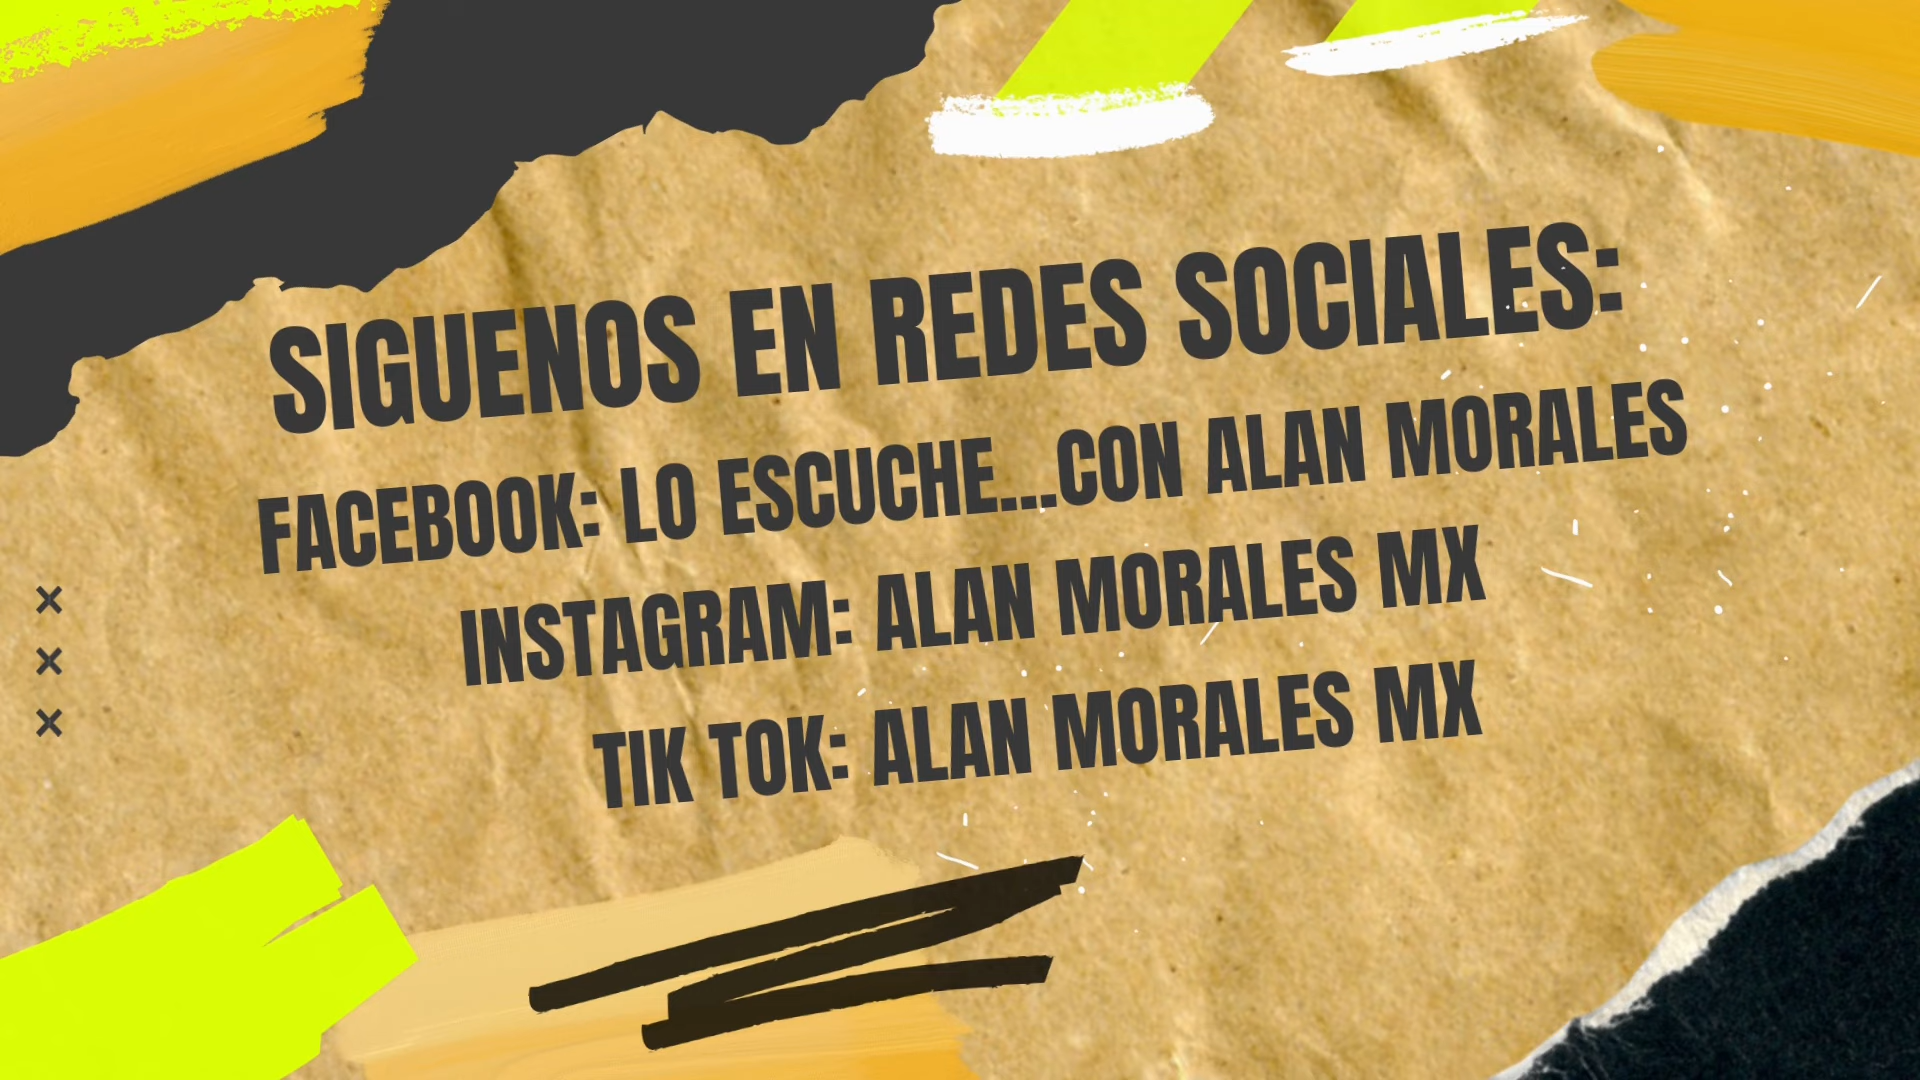 SIGUENOS EN REDES SOCIALES:
FACEBOOK: LO ESCUCHE...CON ALAN MORALES
INSTAGRAM: ALAN MORALES MX
TIK TOK: ALAN MORALES MX